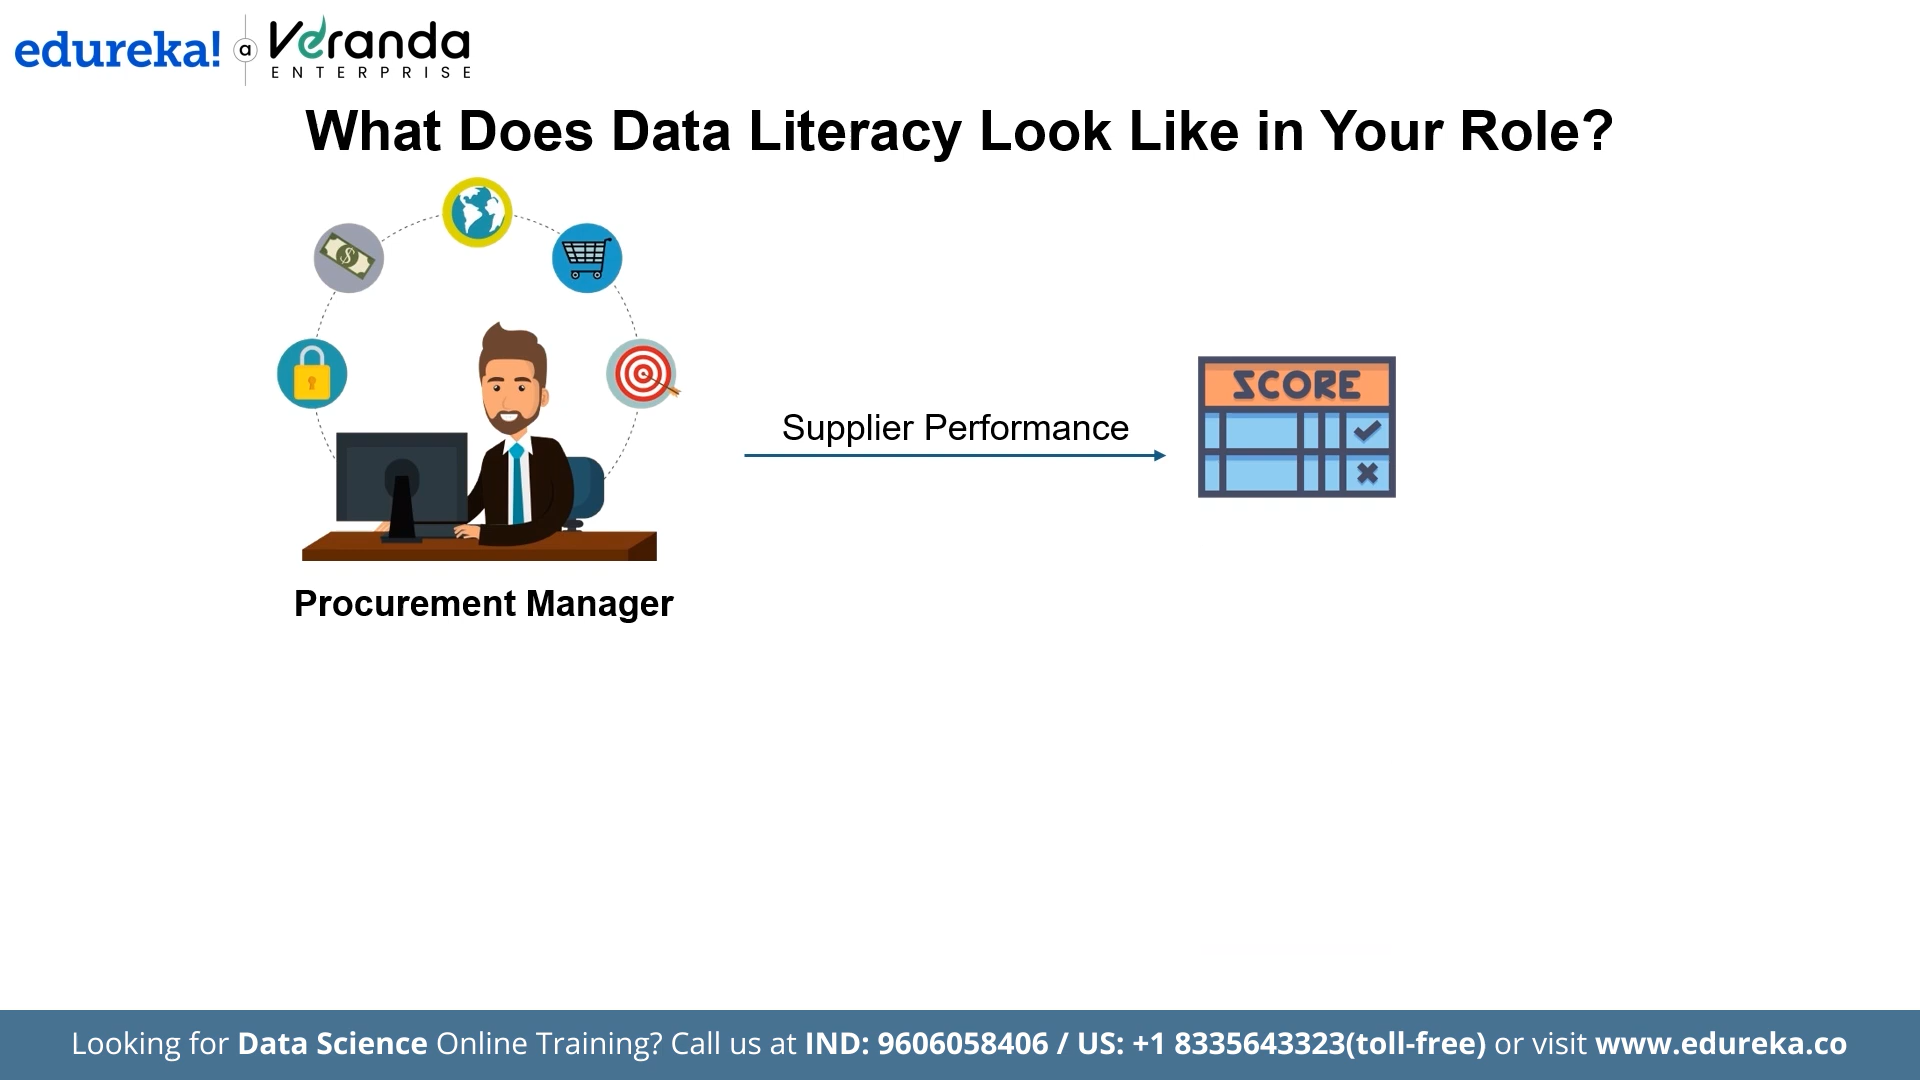 edureka!
a
Veranda
ENTERPRISE
What Does Data Literacy Look Like in Your Role?
$
SCORE
Supplier Performance
Procurement Manager
Looking for Data Science Online Training? Call us at IND: 9606058406 / US: +1 8335643323(toll-free) or visit www.edureka.co